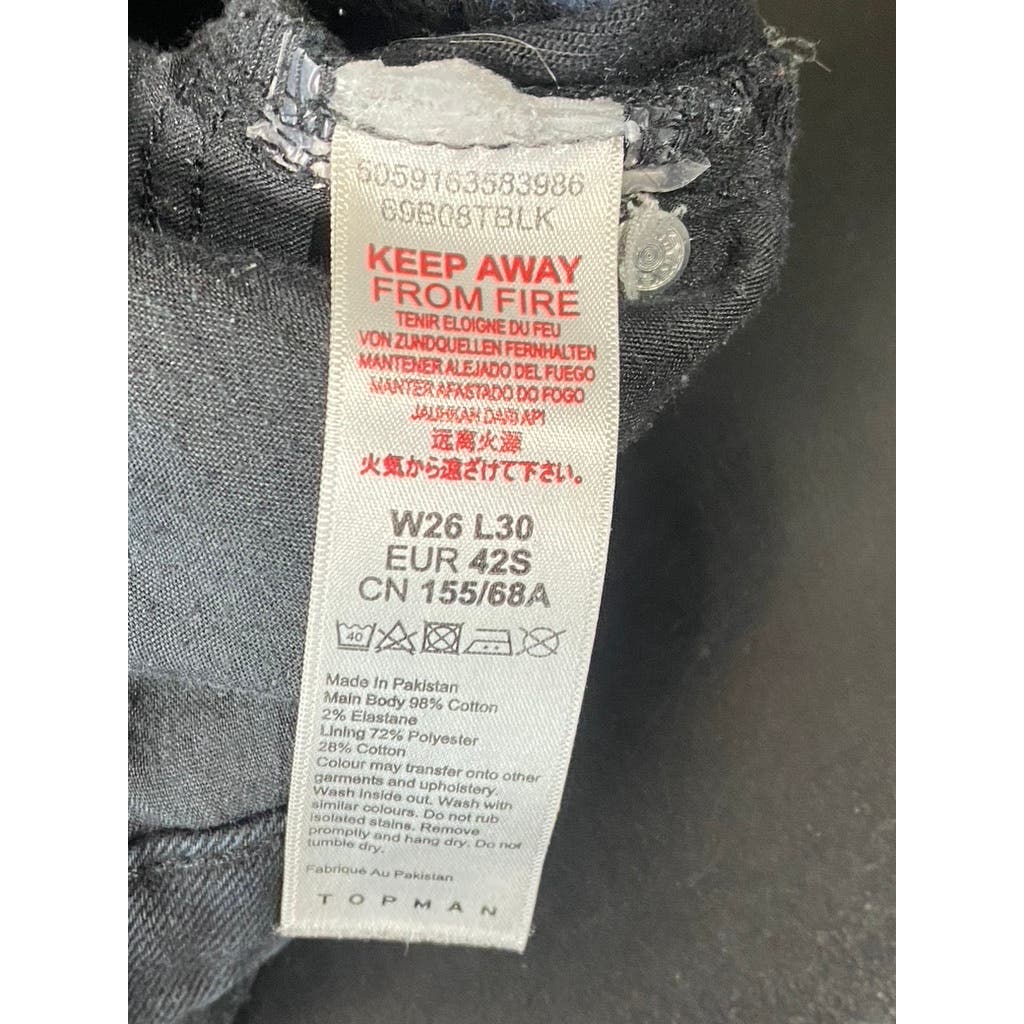 5059163583986
69B08TBLK
KEEP AWAY
FROM FIRE
TENIR ELOIGNE DU FEU
VON ZUNDQUELLEN FERNHALTEN
MANTENER ALEJADO DEL FUEGO
MANTER AFASTADO DO FOGO
JAUHKAN DARI API
远离火源
火気から遠ざけて下さい。
W26 L30
EUR 42S
CN 155/68A
40
Made In Pakistan
Main Body 98% Cotton
2% Elastane
Lining 72% Polyester
28% Cotton
Colour may transfer onto other
garments and upholstery.
Wash inside out. Wash with
similar colours. Do not rub
isolated stains. Remove
promptly and hang dry. Do not
tumble dry.
Fabriqué Au Pakistan
TOPMAN